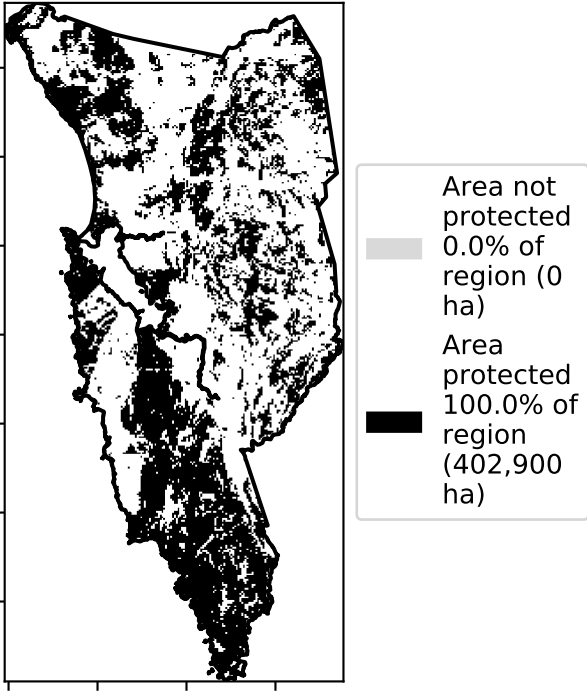 Area not
protected
0.0% of
region (0
ha)
Area
protected
100.0% of
region
(402,900
ha)